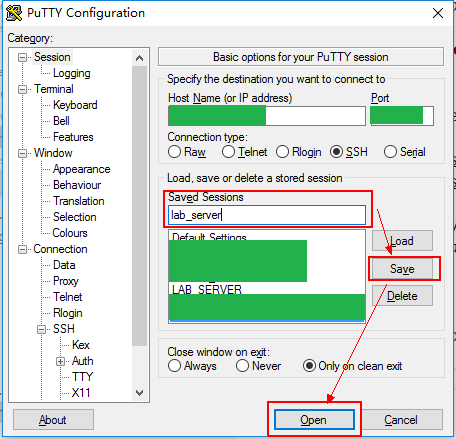 PuTTY Configuration
Category:
Session
Logging
Terminal
Keyboard
Bell
Features
Window
Appearance
Behaviour
Translation
Selection
Colours
Connection
Data
Proxy
Telnet
Rlogin
SSH
Kex
Auth
TTY
X11
Basic options for your PuTTY session
Specify the destination you want to connect to
Host Name (or IP address) Port
Connection type:
Raw Telnet Rlogin SSH Serial
Load, save or delete a stored session
Saved Sessions
lab_server
Default Settings
LAB_SERVER
Load
Save
Delete
Close window on exit:
Always Never Only on clean exit
About Open Cancel